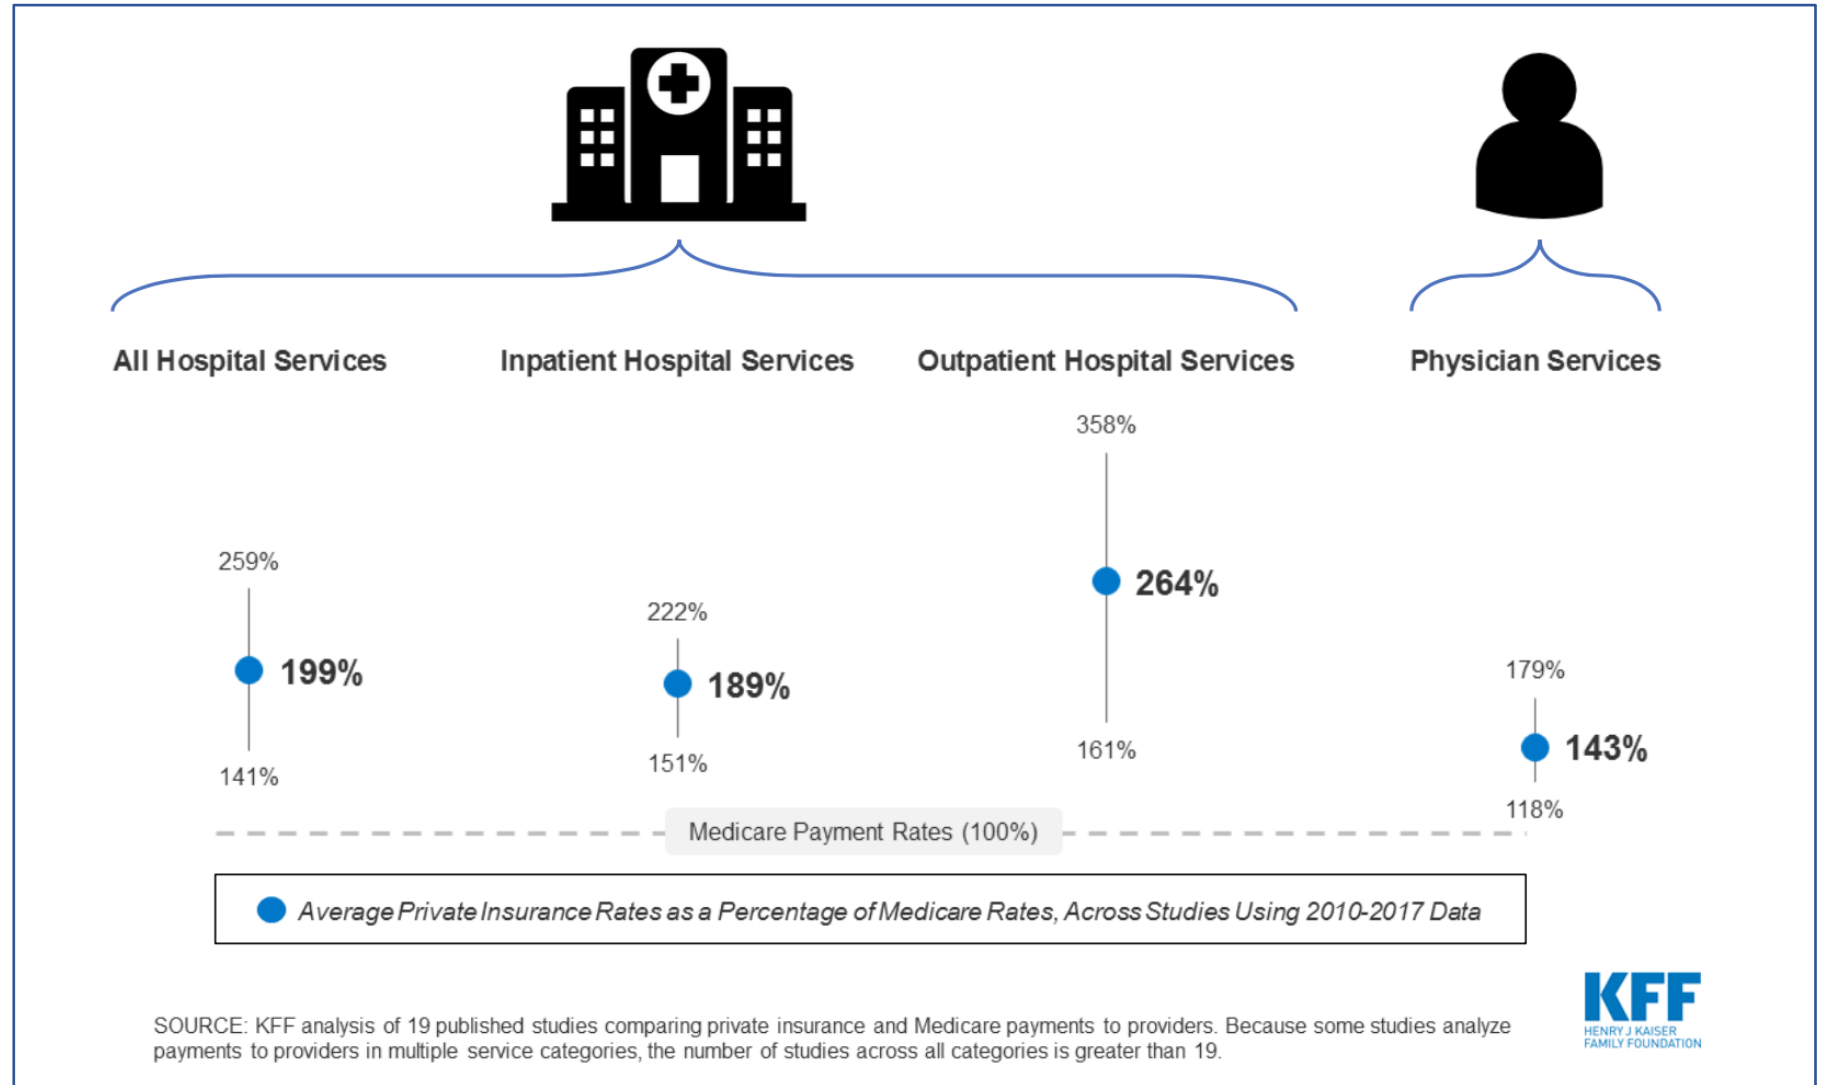 All Hospital Services
Inpatient Hospital Services
Outpatient Hospital Services
Physician Services
259%
199%
141%
222%
189%
151%
358%
264%
161%
179%
143%
118%
Medicare Payment Rates (100%)
Average Private Insurance Rates as a Percentage of Medicare Rates, Across Studies Using 2010-2017 Data
SOURCE: KFF analysis of 19 published studies comparing private insurance and Medicare payments to providers. Because some studies analyze
payments to providers in multiple service categories, the number of studies across all categories is greater than 19.
KFF
HENRY J KAISER
FAMILY FOUNDATION